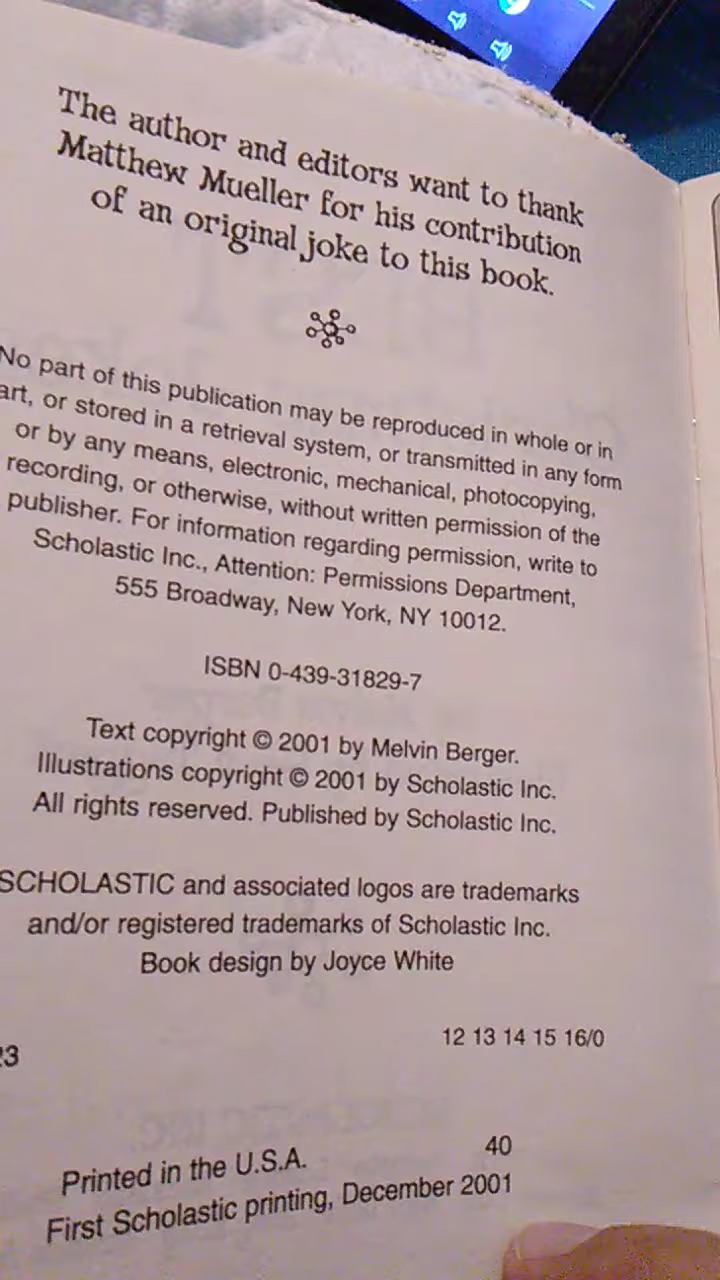 The author and editors want to thank
Matthew Mueller for his contribution
of an original joke to this book.
No part of this publication may be reproduced in whole or in
art, or stored in a retrieval system, or transmitted in any form
or by any means, electronic, mechanical, photocopying,
recording, or otherwise, without written permission of the
publisher. For information regarding permission, write to
Scholastic Inc., Attention: Permissions Department,
555 Broadway, New York, NY 10012.
ISBN 0-439-31829-7
Text copyright © 2001 by Melvin Berger.
Illustrations copyright © 2001 by Scholastic Inc.
All rights reserved. Published by Scholastic Inc.
SCHOLASTIC and associated logos are trademarks
and/or registered trademarks of Scholastic Inc.
Book design by Joyce White
12 13 14 15 16/0
23
40
Printed in the U.S.A.
First Scholastic printing, December 2001